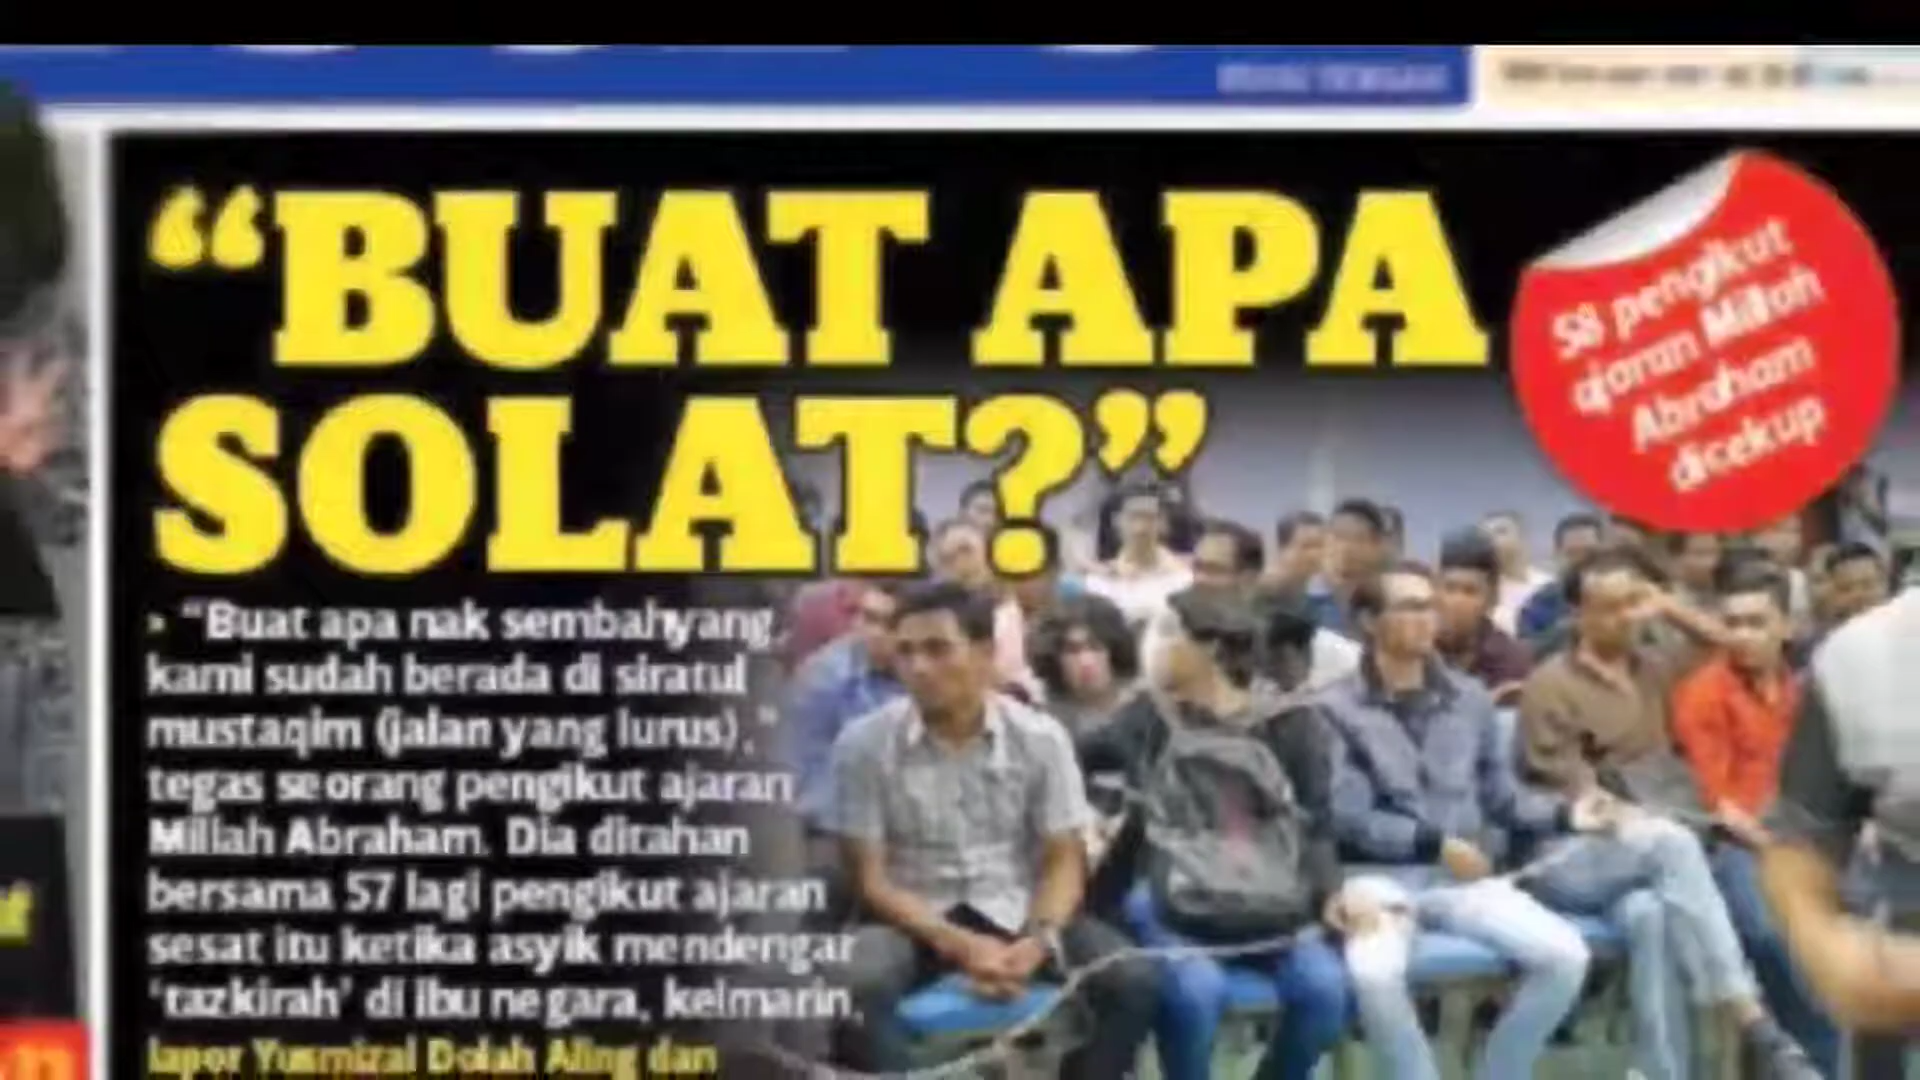 “BUAT APA
SOLAT?”
58 pengikut
ajaran Millah
Abraham
dicekup
“Buat apa nak sembahyang,
kami sudah berada di siratul
mustaqim (jalan yang lurus),”
tegas seorang pengikut ajaran
Millah Abraham. Dia ditahan
bersama 57 lagi pengikut ajaran
sesat itu ketika asyik mendengar
‘tazkirah’ di ibu negara, kelmarin,
lapor Yusmizal Dolah Aling dan